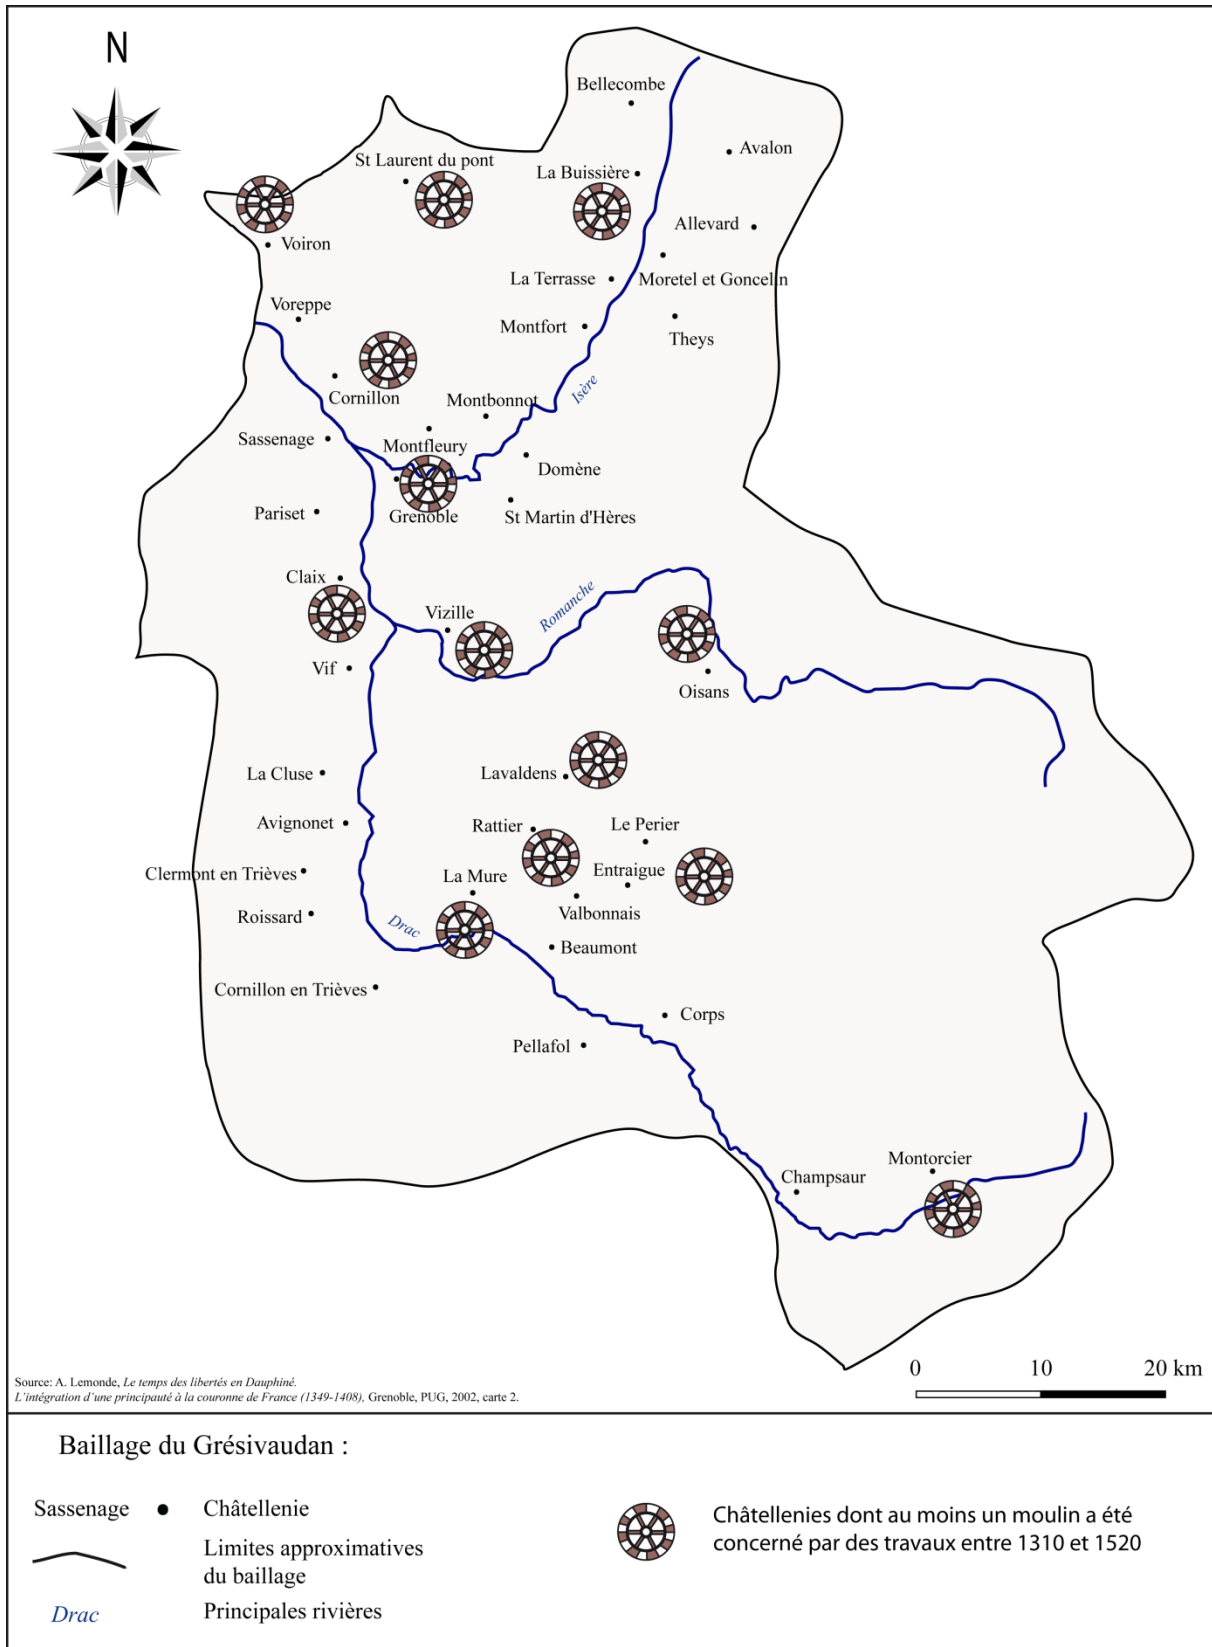 N
Bellecombe
Avalon
St Laurent du pont
La Buissière
Allevard
Voiron
La Terrasse
Moretel et Goncelin
Voreppe
Montfort
Theys
Isère
Cornillon
Montbonnot
Sassenage
Montfleury
Domène
Pariset
Grenoble
St Martin d'Hères
Claix
Vizille
Romanche
Vif
Oisans
La Cluse
Lavaldens
Avignonet
Rattier
Le Perier
Clermont en Trièves
La Mure
Entraigue
Roissard
Valbonnais
Drac
Beaumont
Cornillon en Trièves
Corps
Pellafol
Champsaur
Montorcier
0 10 20 km
Source: A. Lemonde, Le temps des libertés en Dauphiné.
L'intégration d'une principauté à la couronne de France (1349-1408), Grenoble, PUG, 2002, carte 2.
Baillage du Grésivaudan :
Sassenage
Châtellenie
Limites approximatives
du baillage
Drac
Principales rivières
Châtellenies dont au moins un moulin a été
concerné par des travaux entre 1310 et 1520